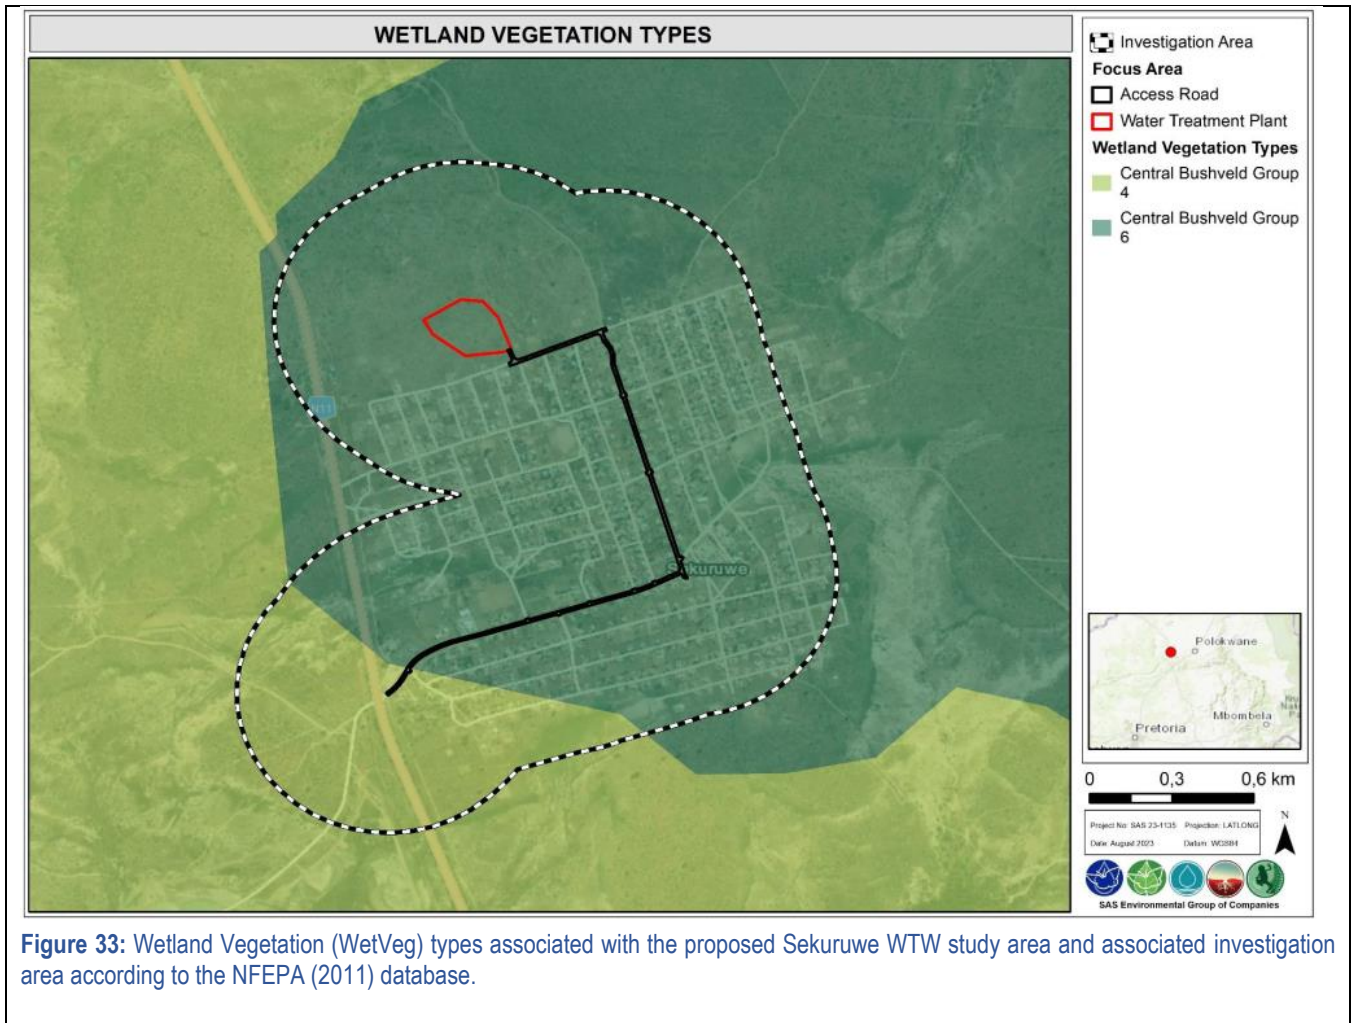 WETLAND VEGETATION TYPES
Investigation Area
Focus Area
Access Road
Water Treatment Plant
Wetland Vegetation Types
Central Bushveld Group
4
Central Bushveld Group
6
N11
Sekuruwe
Polokwane
Mbombela
Pretoria
0 0,3 0,6 km
Project No: SAS 23-1135 Projection: LATLONG
Date: August 2023 Datum: WGS84
N
SAS Environmental Group of Companies
Figure 33: Wetland Vegetation (WetVeg) types associated with the proposed Sekuruwe WTW study area and associated investigation
area according to the NFEPA (2011) database.